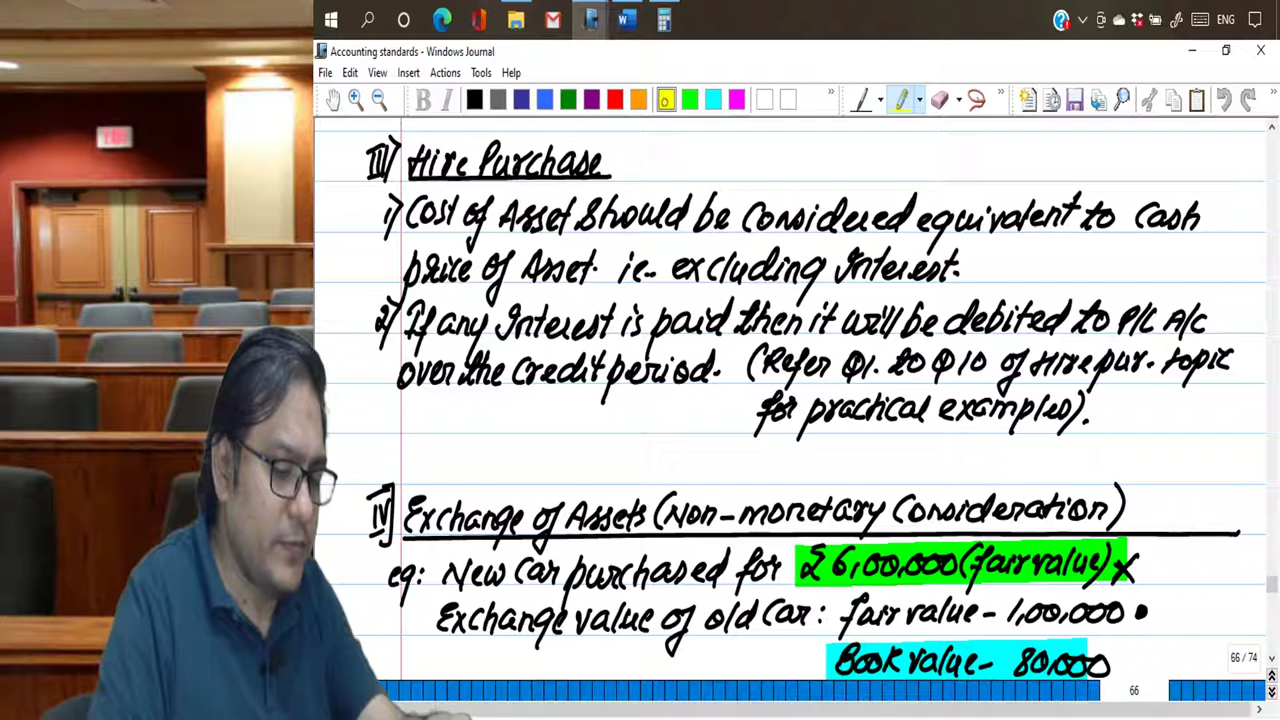 ENG
Accounting standards - Windows Journal
File Edit View Insert Actions Tools Help
III) Hire Purchase
1) Cost of Asset should be considered equivalent to cash
price of Asset. ie.. excluding Interest.
2) If any Interest is paid then it will be debited to P/L A/c
over the credit period. (Refer Q1. to Q10 of Hire pur. topic
for practical examples).
IV] Exchange of Assets (Non-monetary Consideration)
eg: New Car purchased for ₹ 6,00,000 (fair value) x
Exchange value of old Car: fair value - 1,00,000 •
Book value - 80,000
66 / 74
66